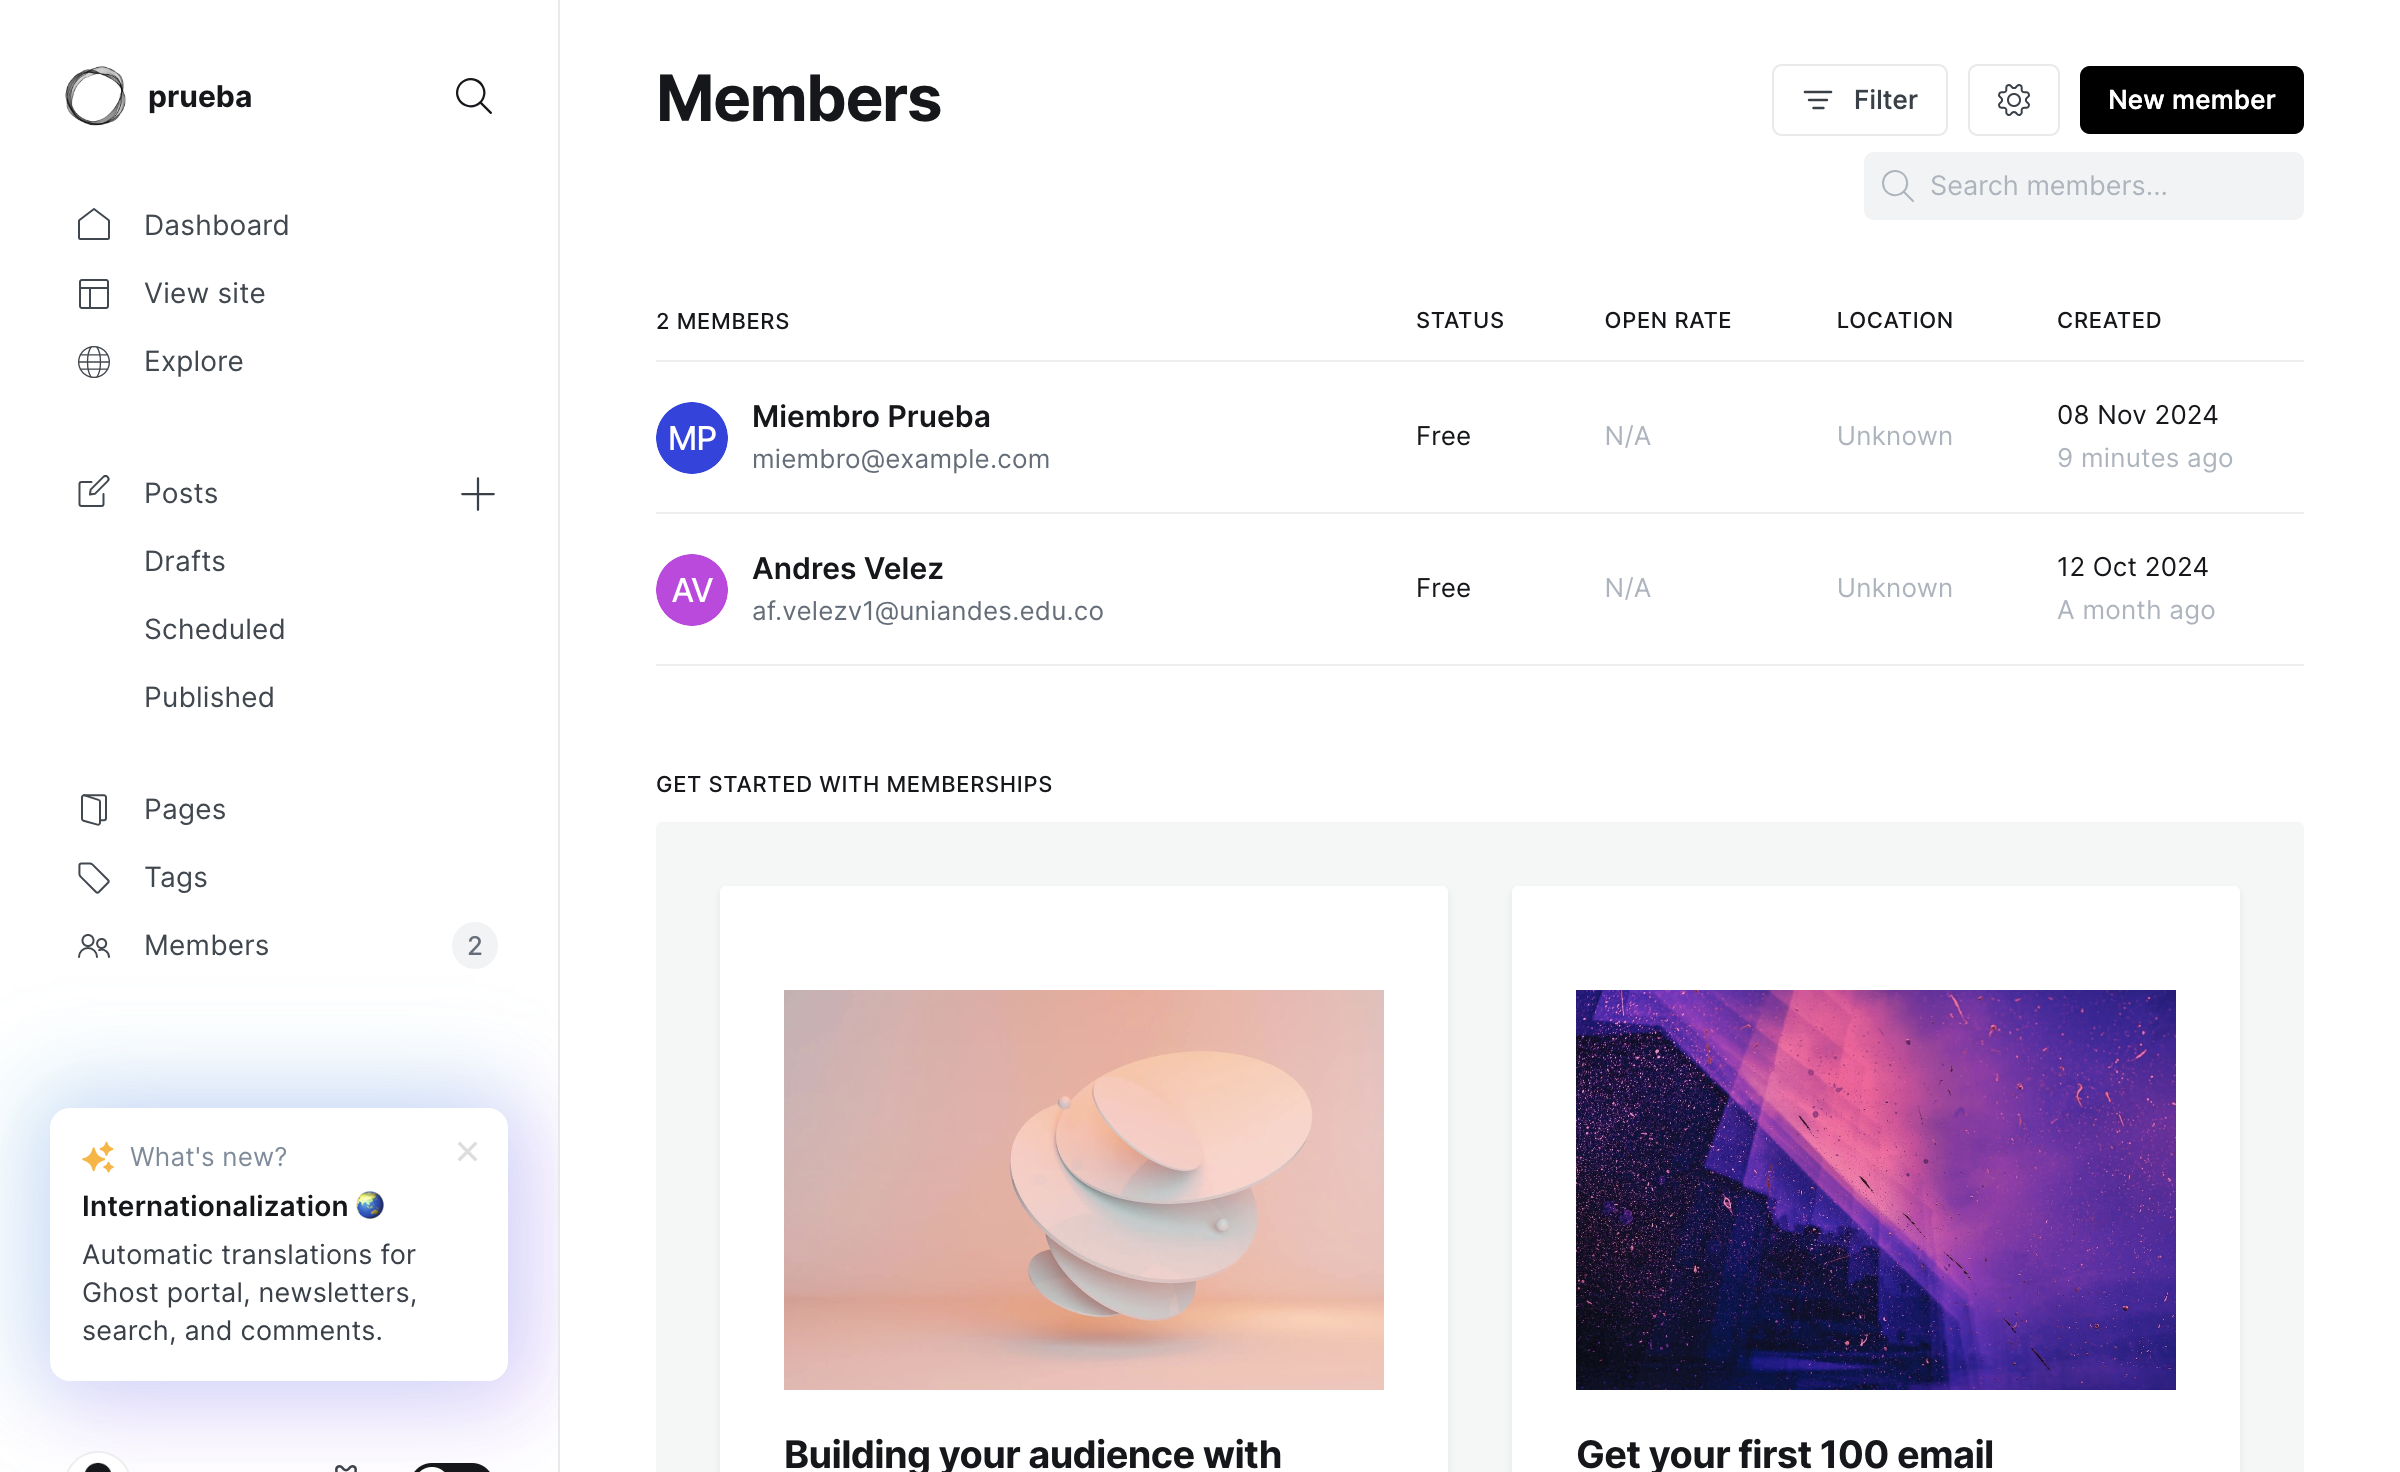 prueba
Dashboard
View site
Explore
Posts
Drafts
Scheduled
Published
Pages
Tags
Members
2
What's new?
Internationalization
Automatic translations for
Ghost portal, newsletters,
search, and comments.
Members
Filter
New member
Search members...
2 MEMBERS STATUS OPEN RATE LOCATION CREATED
MP Miembro Prueba Free N/A Unknown 08 Nov 2024
miembro@example.com 9 minutes ago
AV Andres Velez Free N/A Unknown 12 Oct 2024
af.velezv1@uniandes.edu.co A month ago
GET STARTED WITH MEMBERSHIPS
Building your audience with
Get your first 100 email